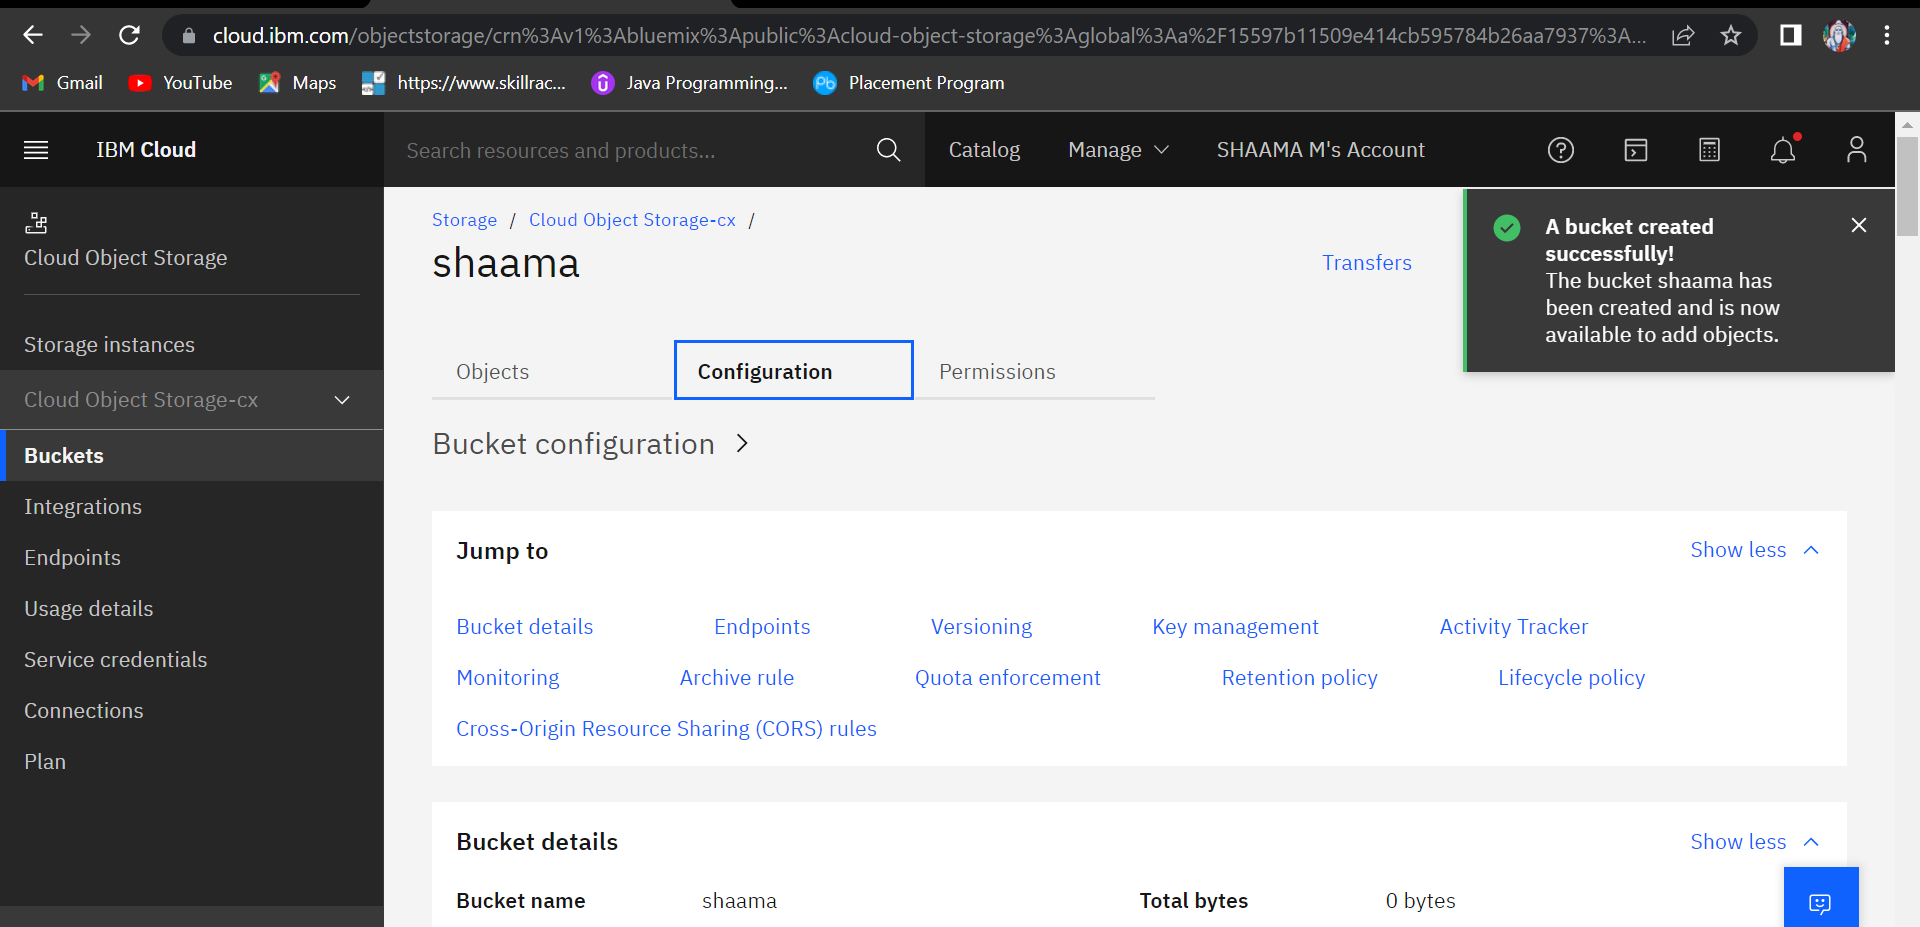 cloud.ibm.com/objectstorage/crn%3Av1%3Abluemix%3Apublic%3Acloud-object-storage%3Aglobal%3Aa%2F15597b11509e414cb595784b26aa7937%3A...
Gmail YouTube Maps https://www.skillrac... Java Programming... Placement Program
IBM Cloud Search resources and products... Catalog Manage SHAAMA M's Account
Cloud Object Storage
Storage instances
Cloud Object Storage-cx
Buckets
Integrations
Endpoints
Usage details
Service credentials
Connections
Plan
Storage / Cloud Object Storage-cx /
shaama Transfers
A bucket created
successfully!
The bucket shaama has
been created and is now
available to add objects.
Objects Configuration Permissions
Bucket configuration
Jump to Show less
Bucket details Endpoints Versioning Key management Activity Tracker
Monitoring Archive rule Quota enforcement Retention policy Lifecycle policy
Cross-Origin Resource Sharing (CORS) rules
Bucket details Show less
Bucket name shaama Total bytes 0 bytes